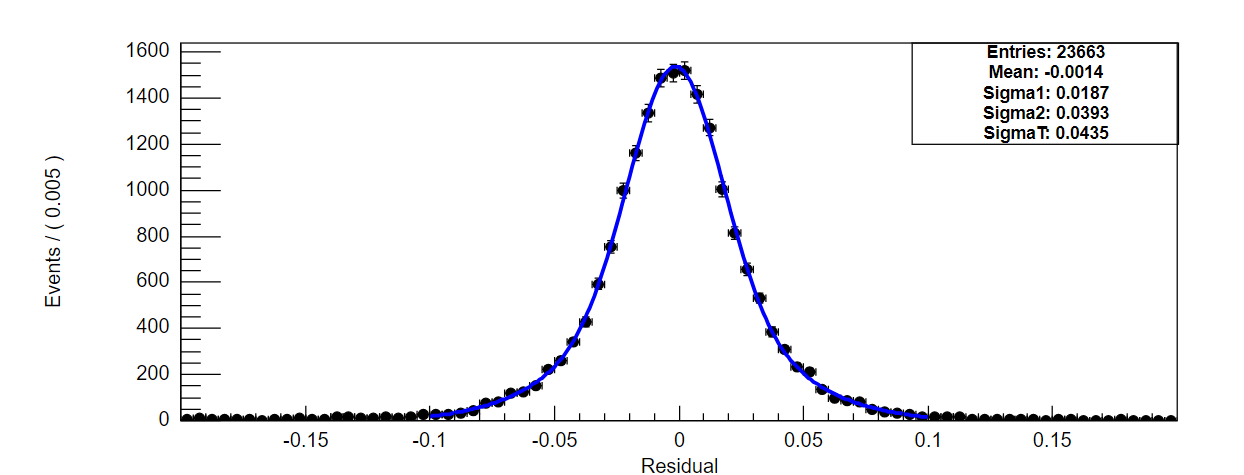 Entries: 23663
Mean: -0.0014
Sigma1: 0.0187
Sigma2: 0.0393
SigmaT: 0.0435
Events / ( 0.005 )
1600
1400
1200
1000
800
600
400
200
0
-0.15 -0.1 -0.05 0 0.05 0.1 0.15
Residual